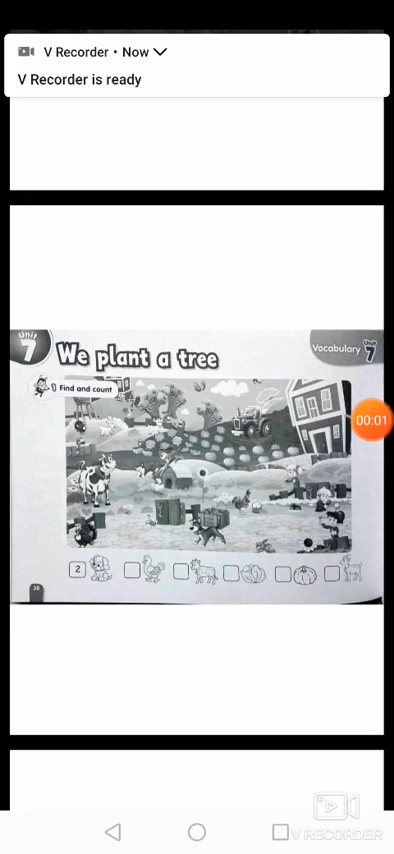 V Recorder • Now
V Recorder is ready
Unit
7
We plant a tree
Vocabulary
Unit
7
1 Find and count
00:01
2
38
V RECORDER